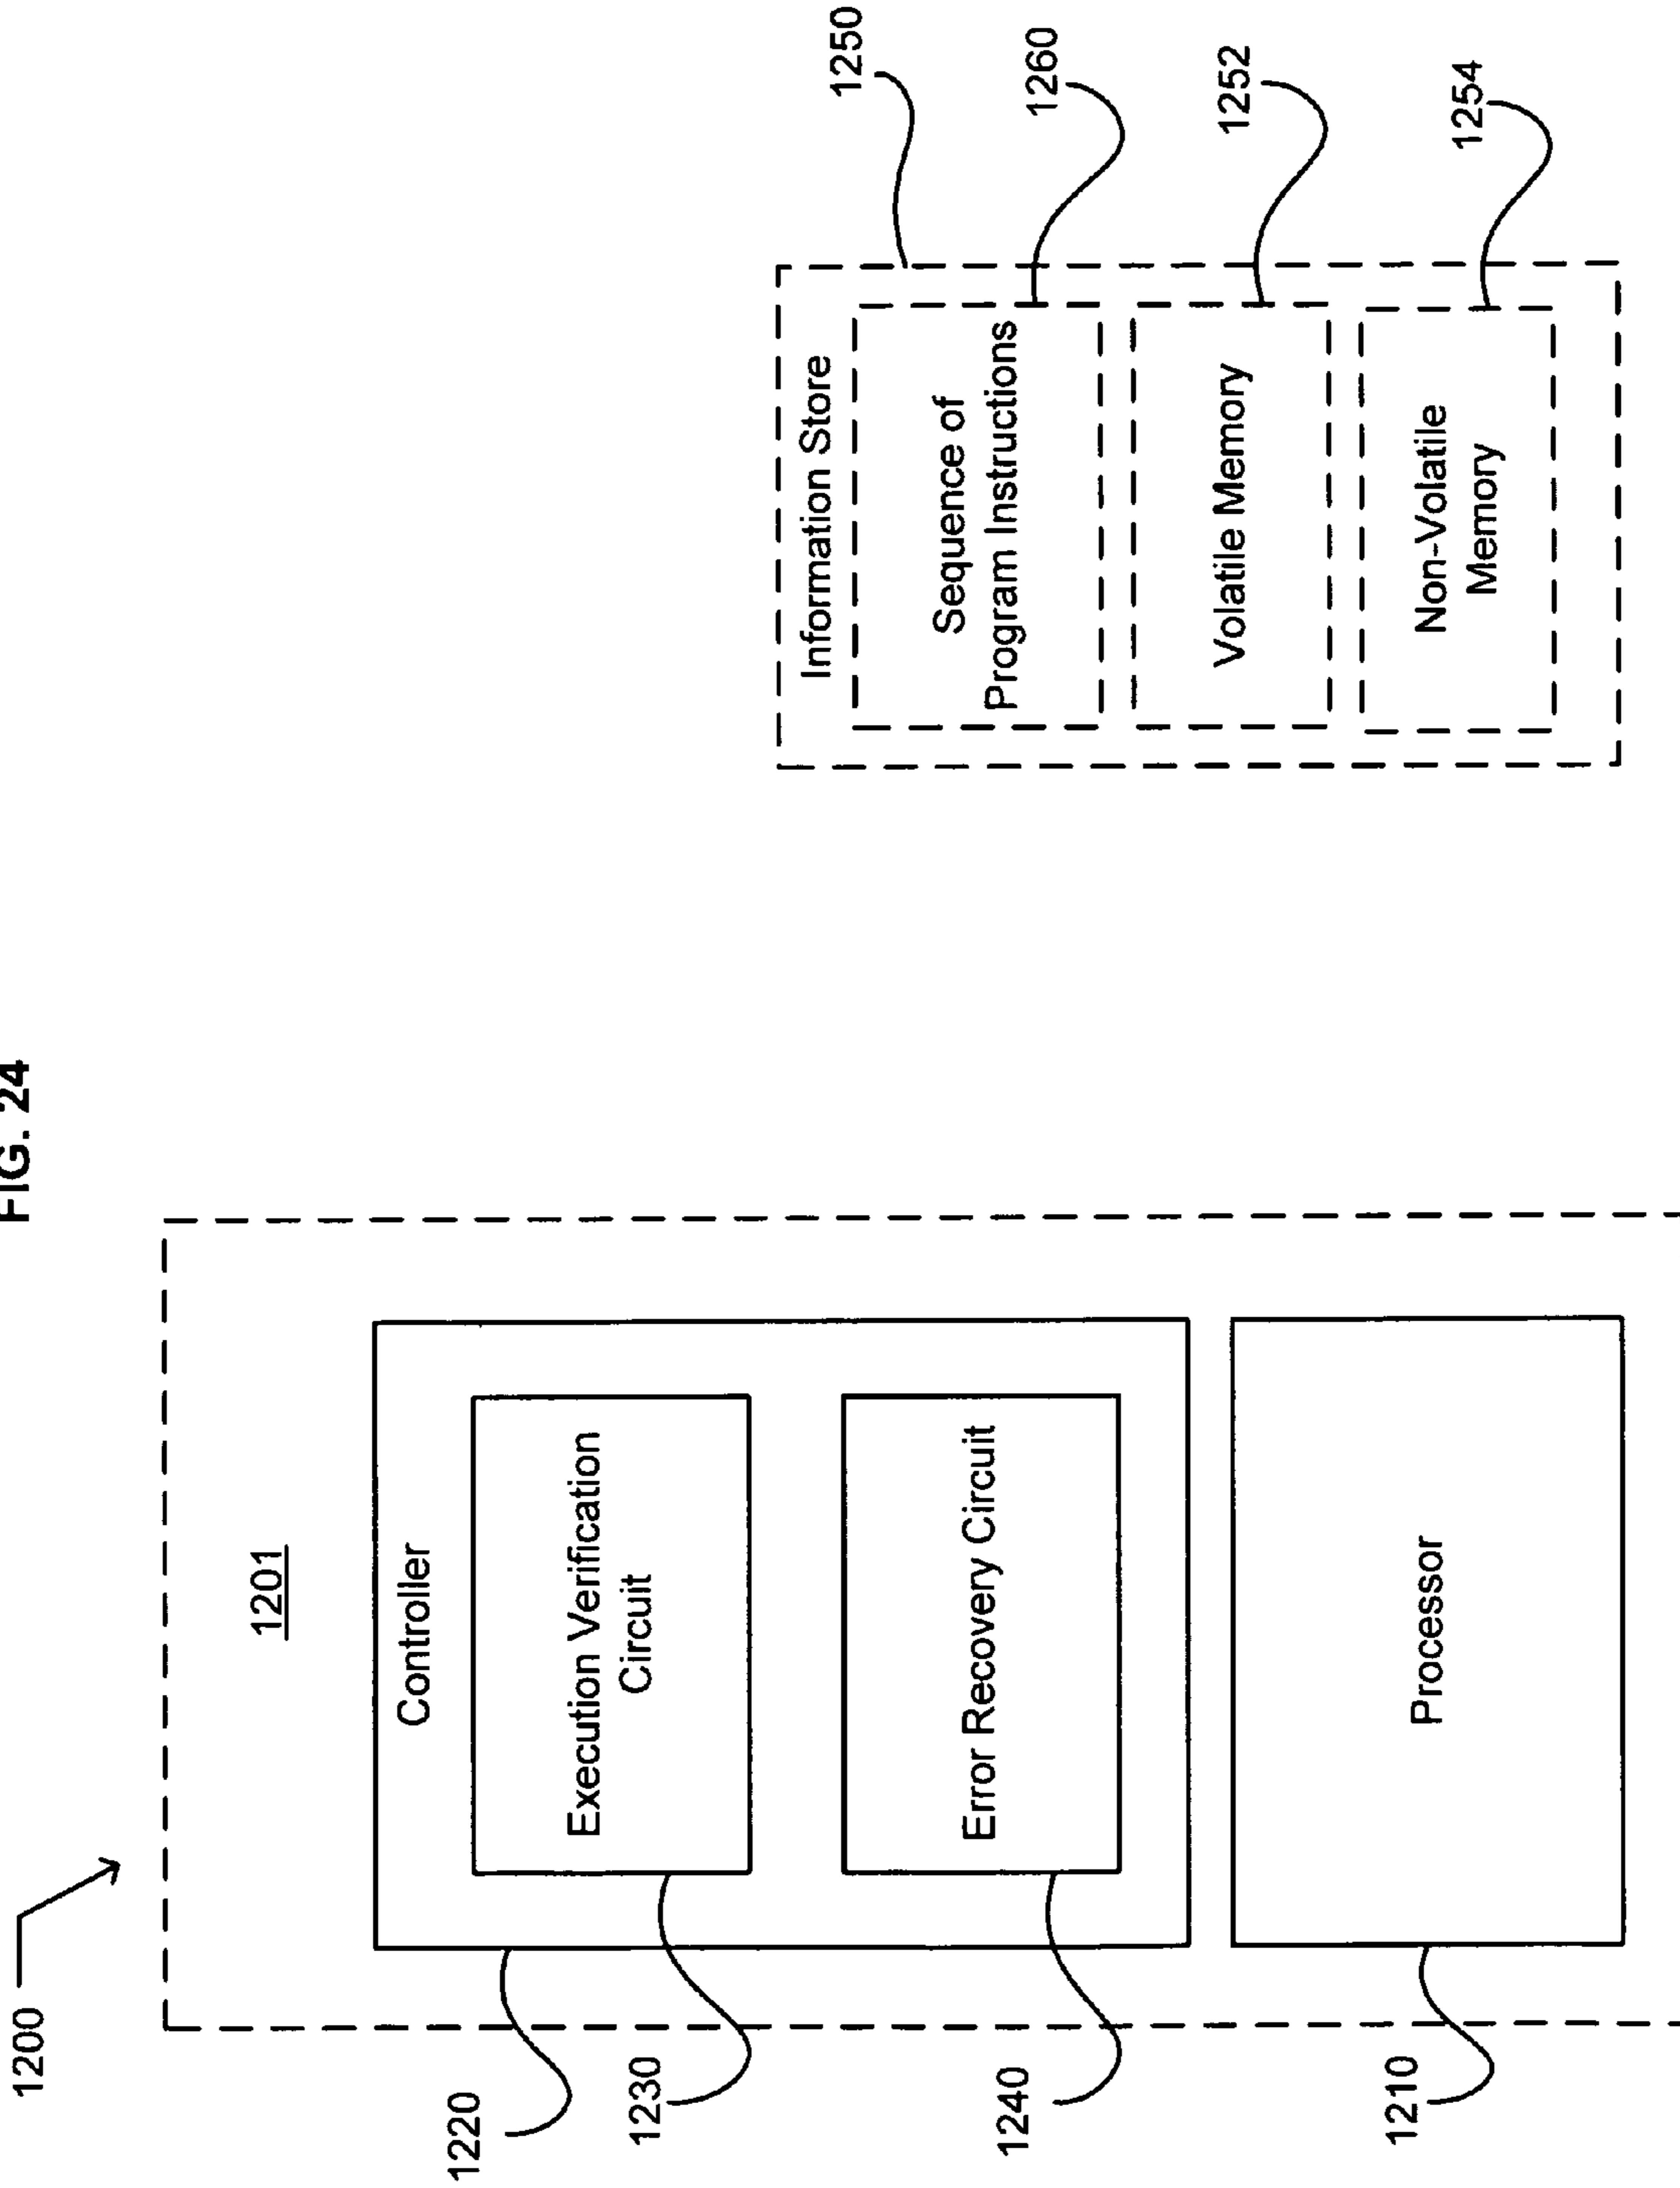 FIG. 24
1200
1201
Controller
1220
Execution Verification
Circuit
1230
Error Recovery Circuit
1240
Processor
1210
Information Store
1250
Sequence of
Program Instructions
1260
Volatile Memory
1252
Non-Volatile
Memory
1254